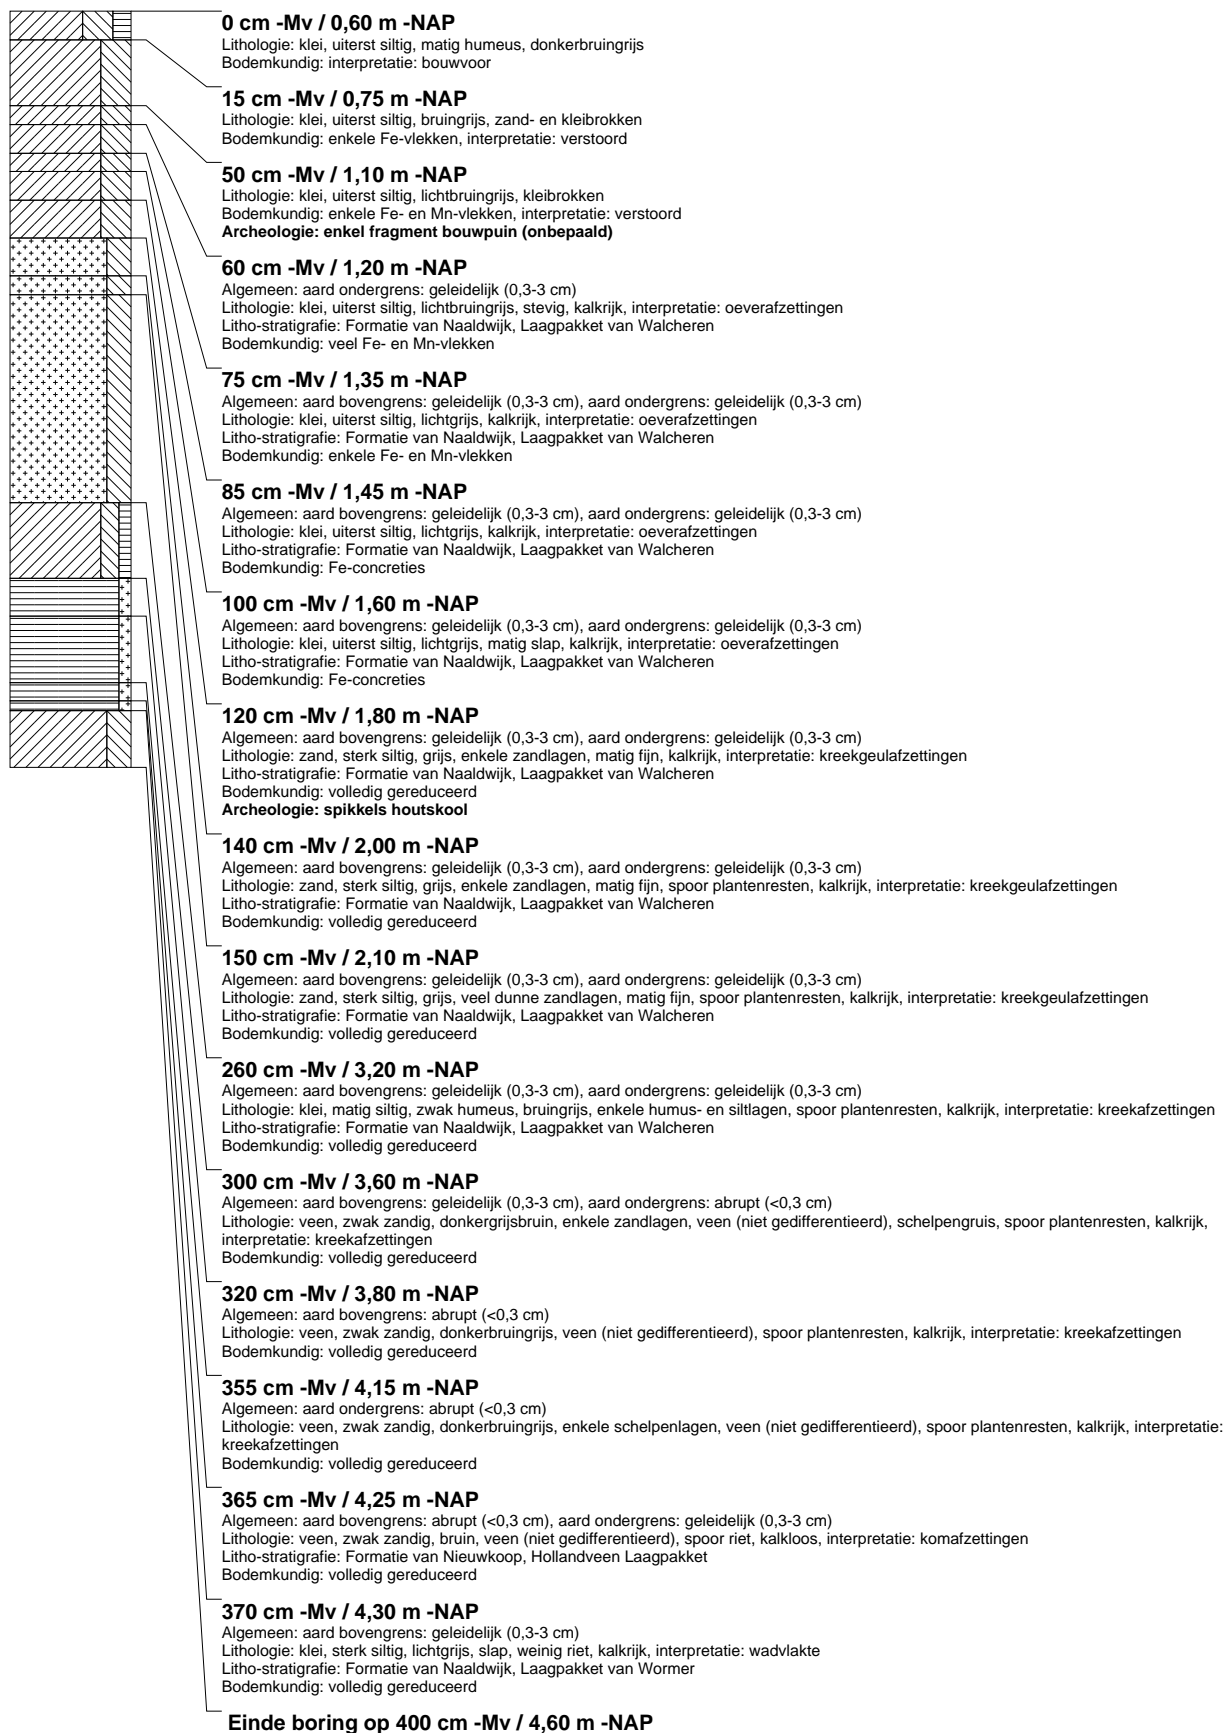 0 cm -Mv / 0,60 m -NAP
Lithologie: klei, uiterst siltig, matig humeus, donkerbruingrijs
Bodemkundig: interpretatie: bouwvoor
15 cm -Mv / 0,75 m -NAP
Lithologie: klei, uiterst siltig, bruingrijs, zand- en kleibrokken
Bodemkundig: enkele Fe-vlekken, interpretatie: verstoord
50 cm -Mv / 1,10 m -NAP
Lithologie: klei, uiterst siltig, lichtbruingrijs, kleibrokken
Bodemkundig: enkele Fe- en Mn-vlekken, interpretatie: verstoord
Archeologie: enkel fragment bouwpuin (onbepaald)
60 cm -Mv / 1,20 m -NAP
Algemeen: aard ondergrens: geleidelijk (0,3-3 cm)
Lithologie: klei, uiterst siltig, lichtbruingrijs, stevig, kalkrijk, interpretatie: oeverafzettingen
Litho-stratigrafie: Formatie van Naaldwijk, Laagpakket van Walcheren
Bodemkundig: veel Fe- en Mn-vlekken
75 cm -Mv / 1,35 m -NAP
Algemeen: aard bovengrens: geleidelijk (0,3-3 cm), aard ondergrens: geleidelijk (0,3-3 cm)
Lithologie: klei, uiterst siltig, lichtgrijs, kalkrijk, interpretatie: oeverafzettingen
Litho-stratigrafie: Formatie van Naaldwijk, Laagpakket van Walcheren
Bodemkundig: enkele Fe- en Mn-vlekken
85 cm -Mv / 1,45 m -NAP
Algemeen: aard bovengrens: geleidelijk (0,3-3 cm), aard ondergrens: geleidelijk (0,3-3 cm)
Lithologie: klei, uiterst siltig, lichtgrijs, kalkrijk, interpretatie: oeverafzettingen
Litho-stratigrafie: Formatie van Naaldwijk, Laagpakket van Walcheren
Bodemkundig: Fe-concreties
100 cm -Mv / 1,60 m -NAP
Algemeen: aard bovengrens: geleidelijk (0,3-3 cm), aard ondergrens: geleidelijk (0,3-3 cm)
Lithologie: klei, uiterst siltig, lichtgrijs, matig slap, kalkrijk, interpretatie: oeverafzettingen
Litho-stratigrafie: Formatie van Naaldwijk, Laagpakket van Walcheren
Bodemkundig: Fe-concreties
120 cm -Mv / 1,80 m -NAP
Algemeen: aard bovengrens: geleidelijk (0,3-3 cm), aard ondergrens: geleidelijk (0,3-3 cm)
Lithologie: zand, sterk siltig, grijs, enkele zandlagen, matig fijn, kalkrijk, interpretatie: kreekgeulafzettingen
Litho-stratigrafie: Formatie van Naaldwijk, Laagpakket van Walcheren
Bodemkundig: volledig gereduceerd
Archeologie: spikkels houtskool
140 cm -Mv / 2,00 m -NAP
Algemeen: aard bovengrens: geleidelijk (0,3-3 cm), aard ondergrens: geleidelijk (0,3-3 cm)
Lithologie: zand, sterk siltig, grijs, enkele zandlagen, matig fijn, spoor plantenresten, kalkrijk, interpretatie: kreekgeulafzettingen
Litho-stratigrafie: Formatie van Naaldwijk, Laagpakket van Walcheren
Bodemkundig: volledig gereduceerd
150 cm -Mv / 2,10 m -NAP
Algemeen: aard bovengrens: geleidelijk (0,3-3 cm), aard ondergrens: geleidelijk (0,3-3 cm)
Lithologie: zand, sterk siltig, grijs, veel dunne zandlagen, matig fijn, spoor plantenresten, kalkrijk, interpretatie: kreekgeulafzettingen
Litho-stratigrafie: Formatie van Naaldwijk, Laagpakket van Walcheren
Bodemkundig: volledig gereduceerd
260 cm -Mv / 3,20 m -NAP
Algemeen: aard bovengrens: geleidelijk (0,3-3 cm), aard ondergrens: geleidelijk (0,3-3 cm)
Lithologie: klei, matig siltig, zwak humeus, bruingrijs, enkele humus- en siltlagen, spoor plantenresten, kalkrijk, interpretatie: kreekafzettingen
Litho-stratigrafie: Formatie van Naaldwijk, Laagpakket van Walcheren
Bodemkundig: volledig gereduceerd
300 cm -Mv / 3,60 m -NAP
Algemeen: aard bovengrens: geleidelijk (0,3-3 cm), aard ondergrens: abrupt (<0,3 cm)
Lithologie: veen, zwak zandig, donkergrijsbruin, enkele zandlagen, veen (niet gedifferentieerd), schelpengruis, spoor plantenresten, kalkrijk,
interpretatie: kreekafzettingen
Bodemkundig: volledig gereduceerd
320 cm -Mv / 3,80 m -NAP
Algemeen: aard bovengrens: abrupt (<0,3 cm)
Lithologie: veen, zwak zandig, donkerbruingrijs, veen (niet gedifferentieerd), spoor plantenresten, kalkrijk, interpretatie: kreekafzettingen
Bodemkundig: volledig gereduceerd
355 cm -Mv / 4,15 m -NAP
Algemeen: aard ondergrens: abrupt (<0,3 cm)
Lithologie: veen, zwak zandig, donkerbruingrijs, enkele schelpenlagen, veen (niet gedifferentieerd), spoor plantenresten, kalkrijk, interpretatie:
kreekafzettingen
Bodemkundig: volledig gereduceerd
365 cm -Mv / 4,25 m -NAP
Algemeen: aard bovengrens: abrupt (<0,3 cm), aard ondergrens: geleidelijk (0,3-3 cm)
Lithologie: veen, zwak zandig, bruin, veen (niet gedifferentieerd), spoor riet, kalkloos, interpretatie: komafzettingen
Litho-stratigrafie: Formatie van Nieuwkoop, Hollandveen Laagpakket
Bodemkundig: volledig gereduceerd
370 cm -Mv / 4,30 m -NAP
Algemeen: aard bovengrens: geleidelijk (0,3-3 cm)
Lithologie: klei, sterk siltig, lichtgrijs, slap, weinig riet, kalkrijk, interpretatie: wadvlakte
Litho-stratigrafie: Formatie van Naaldwijk, Laagpakket van Wormer
Bodemkundig: volledig gereduceerd
Einde boring op 400 cm -Mv / 4,60 m -NAP